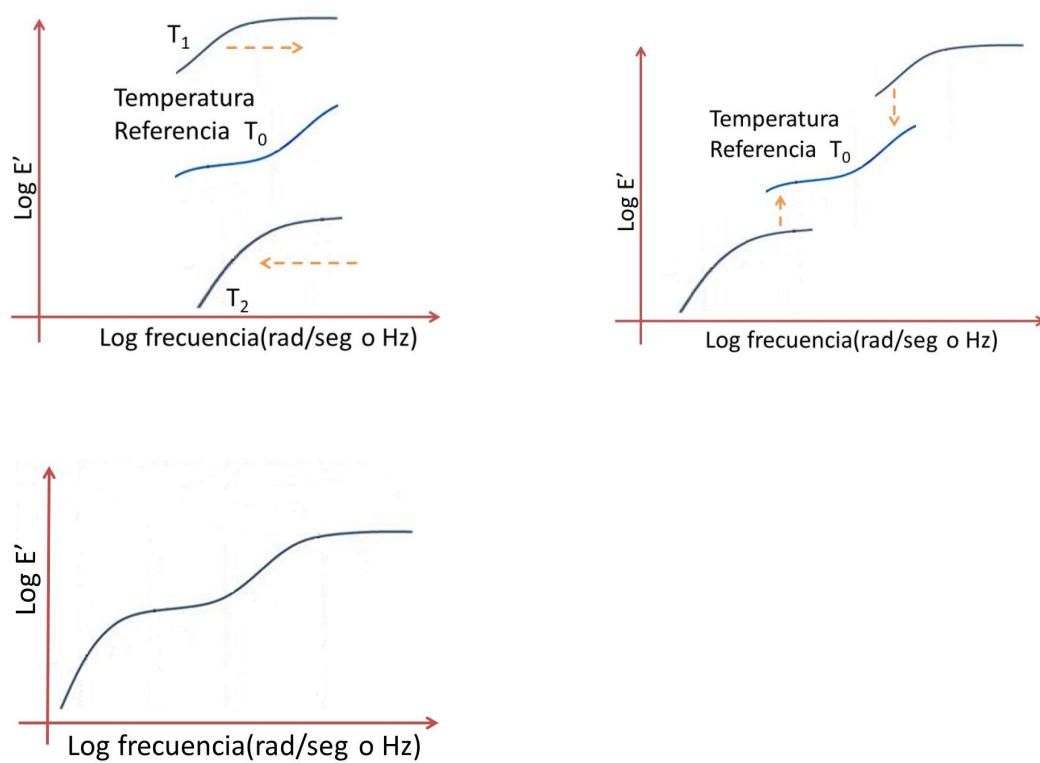 T1
Temperatura
Referencia T0
Log E'
T2
Log frecuencia(rad/seg o Hz)
Temperatura
Referencia T0
Log E'
Log frecuencia(rad/seg o Hz)
Log E'
Log frecuencia(rad/seg o Hz)